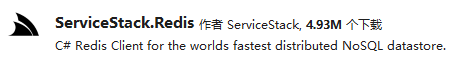 ServiceStack.Redis 作者 ServiceStack, 4.93M 个下载
C# Redis Client for the worlds fastest distributed NoSQL datastore.